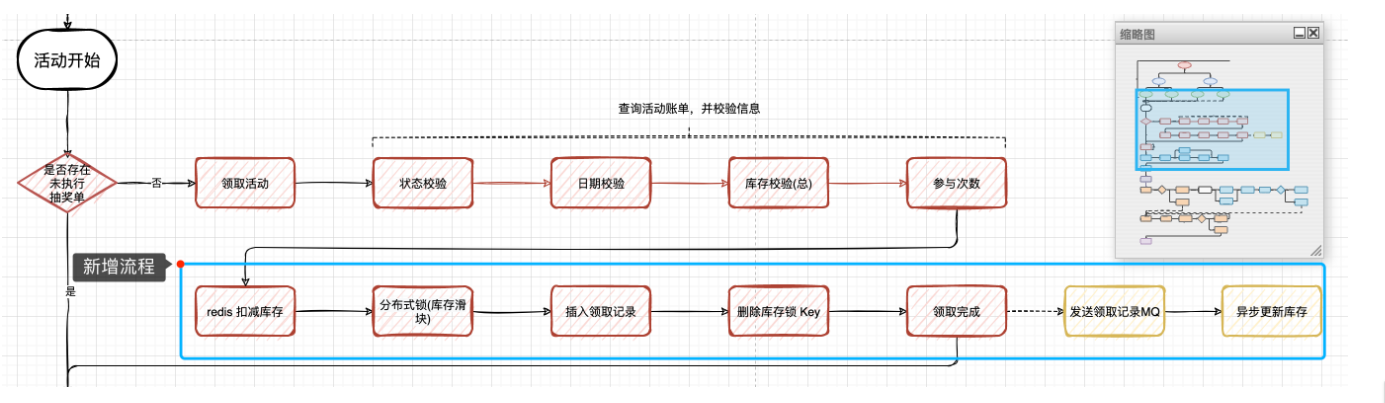 活动开始
缩略图
查询活动账单，并校验信息
是否存在
未执行
抽奖单
否
领取活动
状态校验
日期校验
库存校验(总)
参与次数
新增流程
是
redis 扣减库存
分布式锁(库存滑
块)
插入领取记录
删除库存锁 Key
领取完成
发送领取记录MQ
异步更新库存